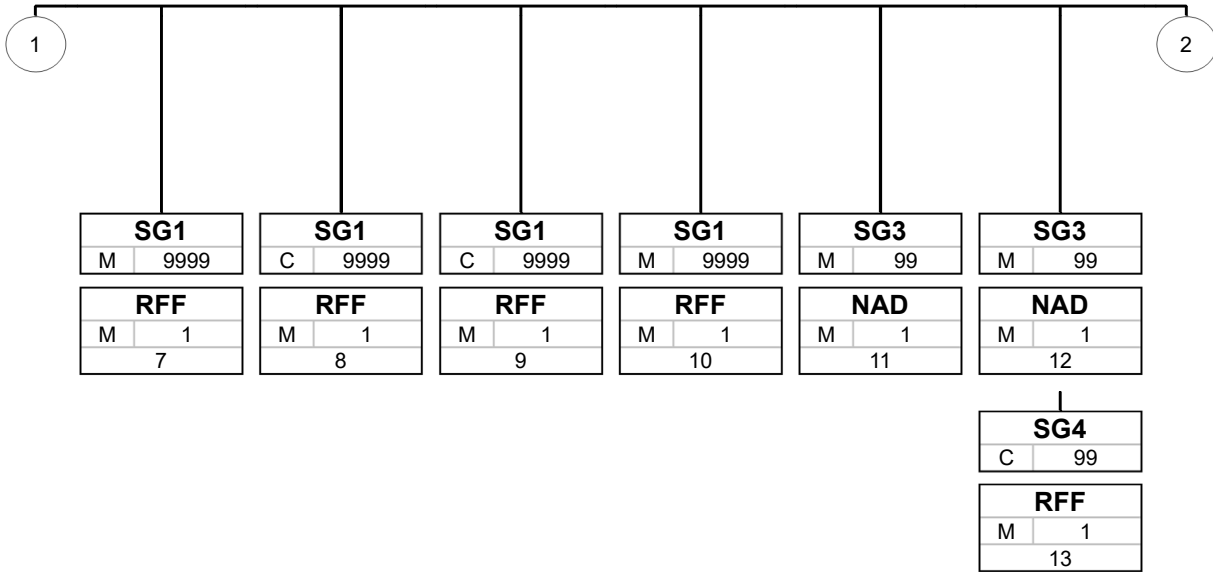 1 2
SG1 SG1 SG1 SG1 SG3 SG3
M 9999 C 9999 C 9999 M 9999 M 99 M 99
RFF RFF RFF RFF NAD NAD
M 1 M 1 M 1 M 1 M 1 M 1
7 8 9 10 11 12
SG4
C 99
RFF
M 1
13